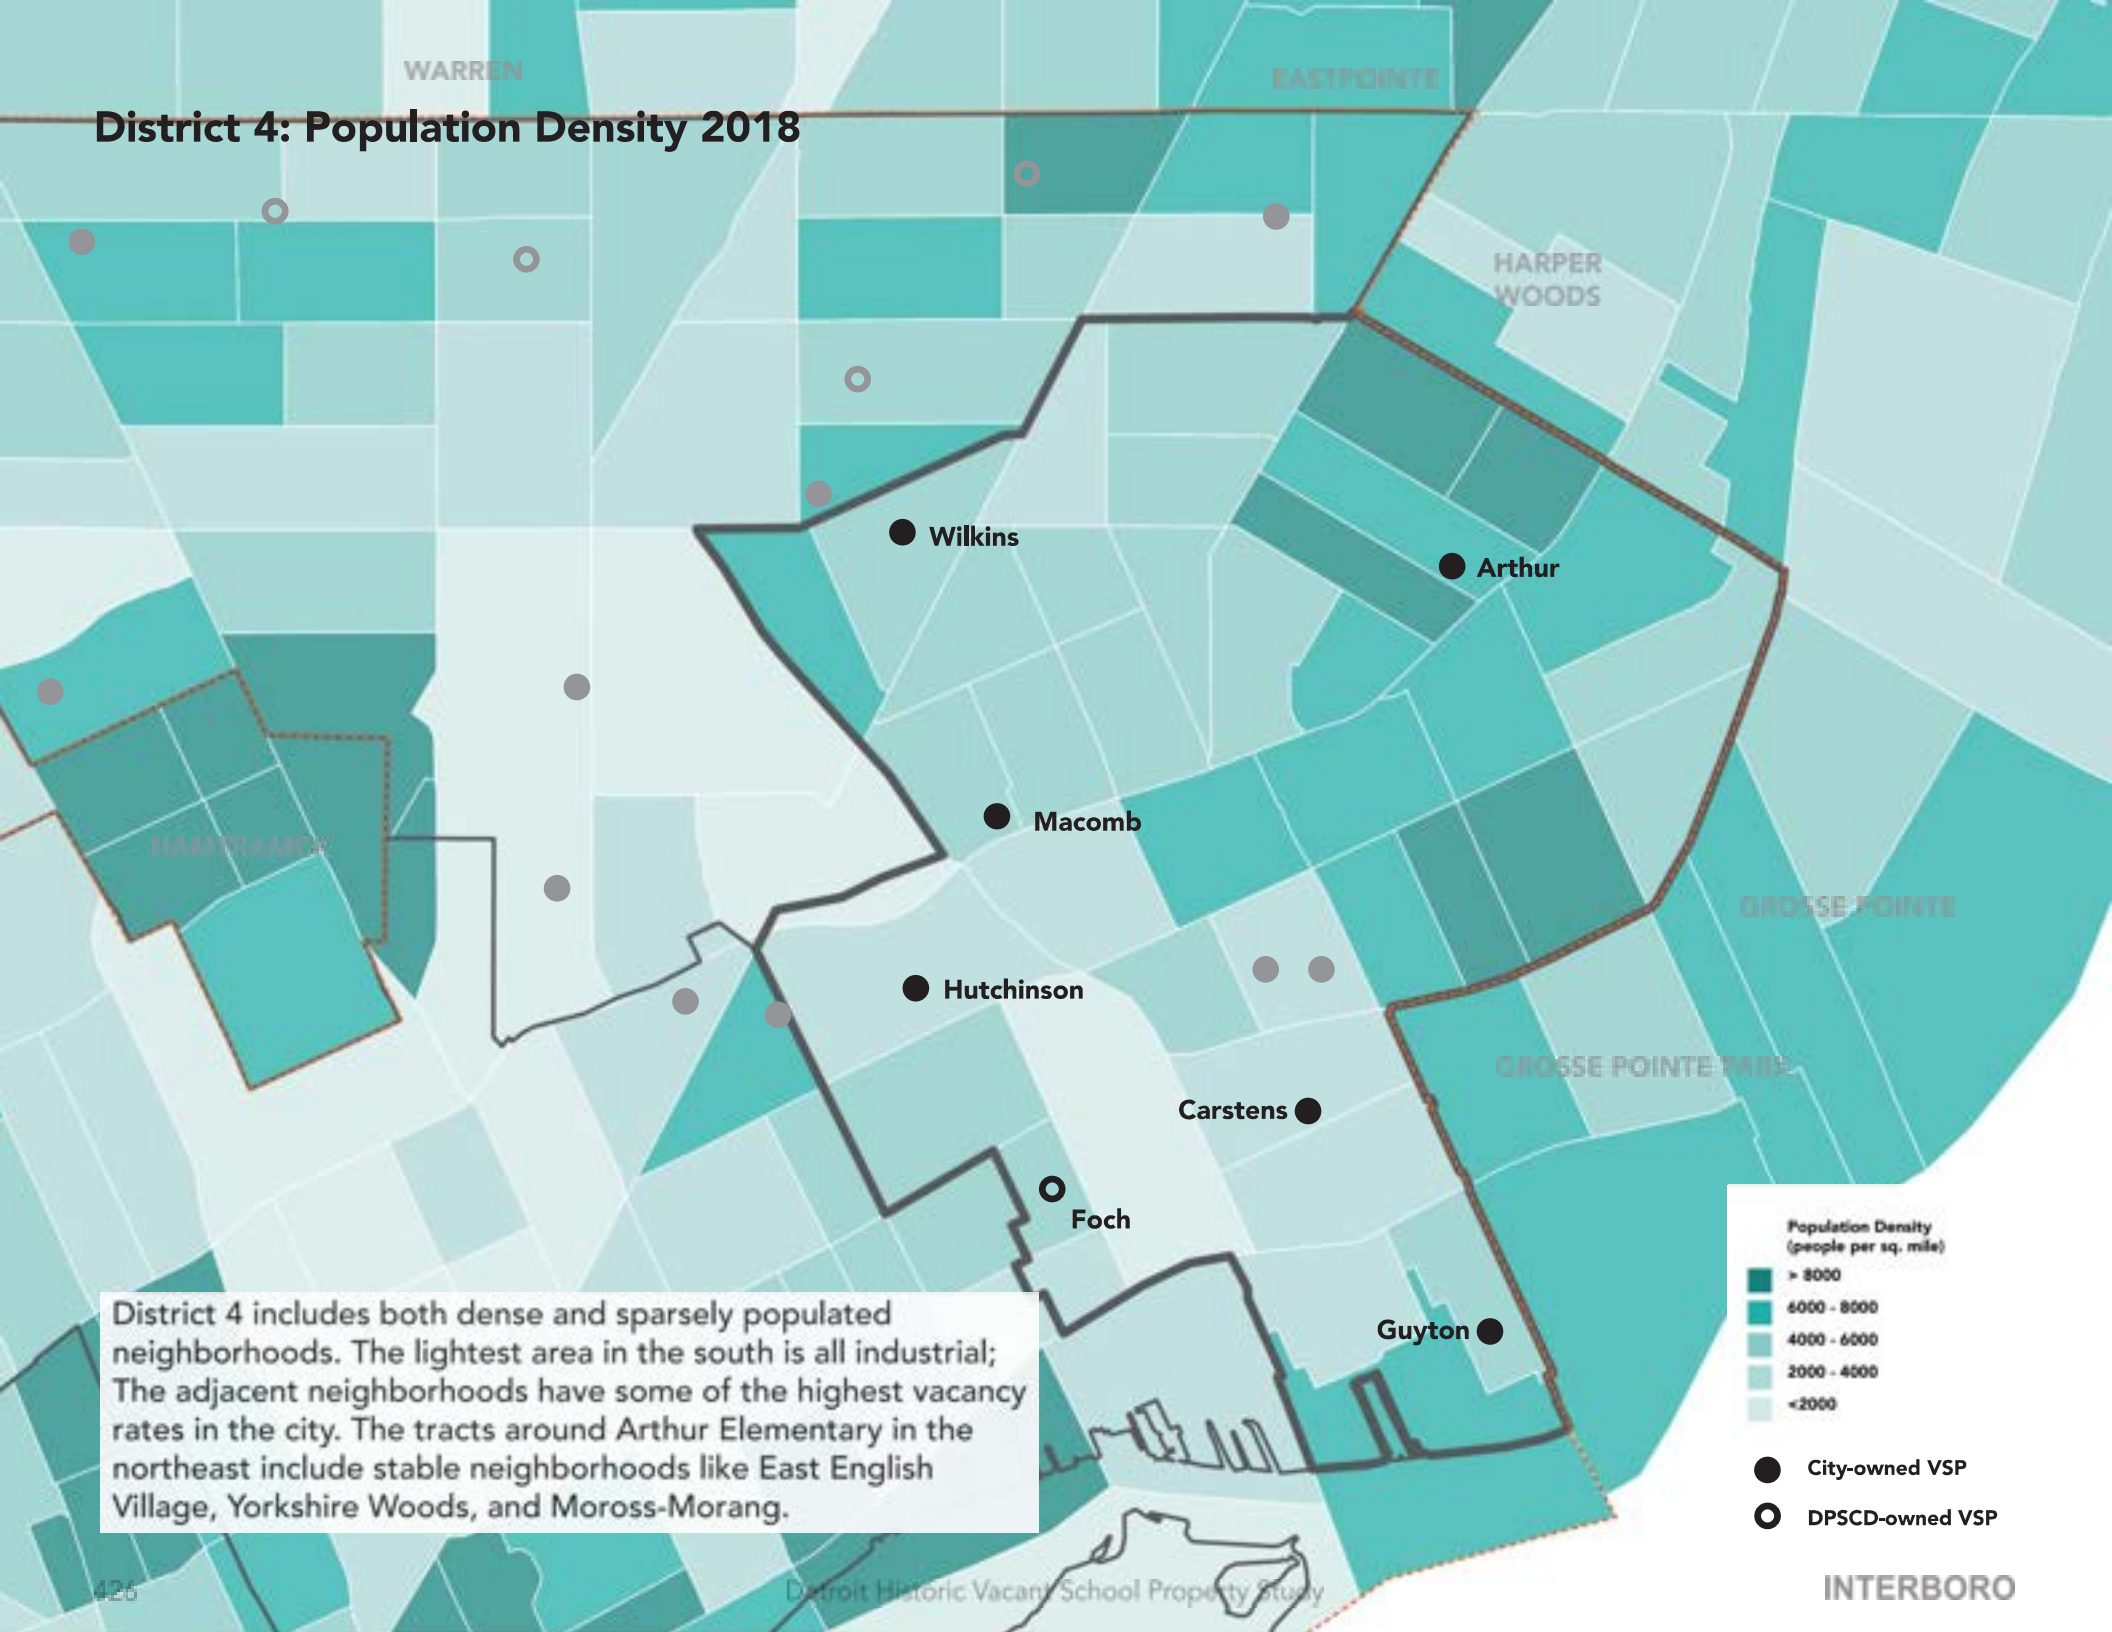 WARREN
EASTPOINTE
District 4: Population Density 2018
HARPER
WOODS
Wilkins
Arthur
Macomb
HAMTRAMCK
GROSSE POINTE
Hutchinson
GROSSE POINTE PARK
Carstens
Foch
Guyton
Population Density
(people per sq. mile)
> 8000
6000 - 8000
4000 - 6000
2000 - 4000
<2000
City-owned VSP
DPSCD-owned VSP
District 4 includes both dense and sparsely populated
neighborhoods. The lightest area in the south is all industrial;
The adjacent neighborhoods have some of the highest vacancy
rates in the city. The tracts around Arthur Elementary in the
northeast include stable neighborhoods like East English
Village, Yorkshire Woods, and Moross-Morang.
426
Detroit Historic Vacant School Property Study
INTERBORO